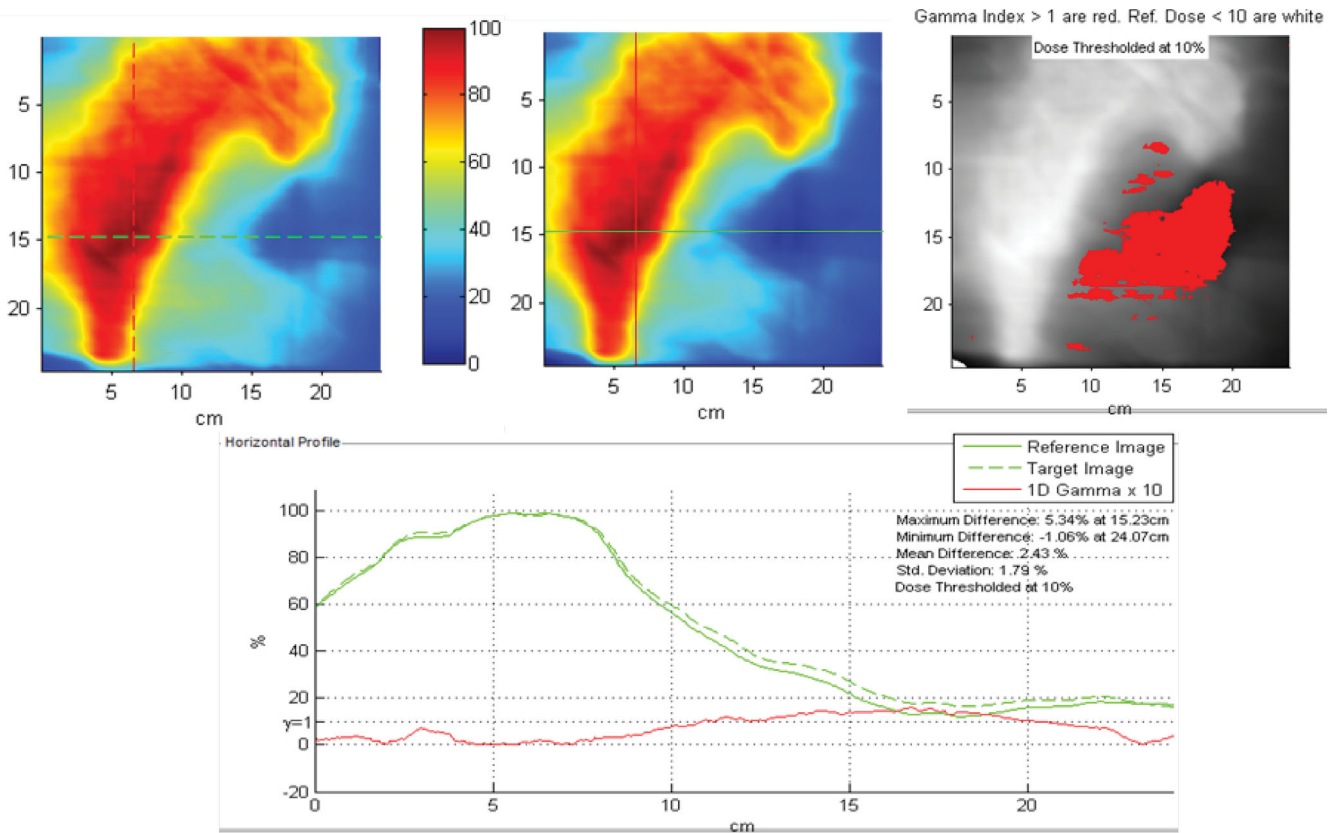 Gamma Index > 1 are red. Ref. Dose < 10 are white
Dose Thresholded at 10%
5
10
15
20
5
10
15
20
cm
100
80
60
40
20
0
5
10
15
20
5
10
15
20
cm
5
10
15
20
5
10
15
20
cm
Horizontal Profile
Reference Image
Target Image
1D Gamma x 10
Maximum Difference: 5.34% at 15.23cm
Minimum Difference: -1.06% at 24.07cm
Mean Difference: 2.43 %
Std. Deviation: 1.79 %
Dose Thresholded at 10%
%
100
80
60
40
20
γ=1
0
-20
0
5
10
15
20
cm